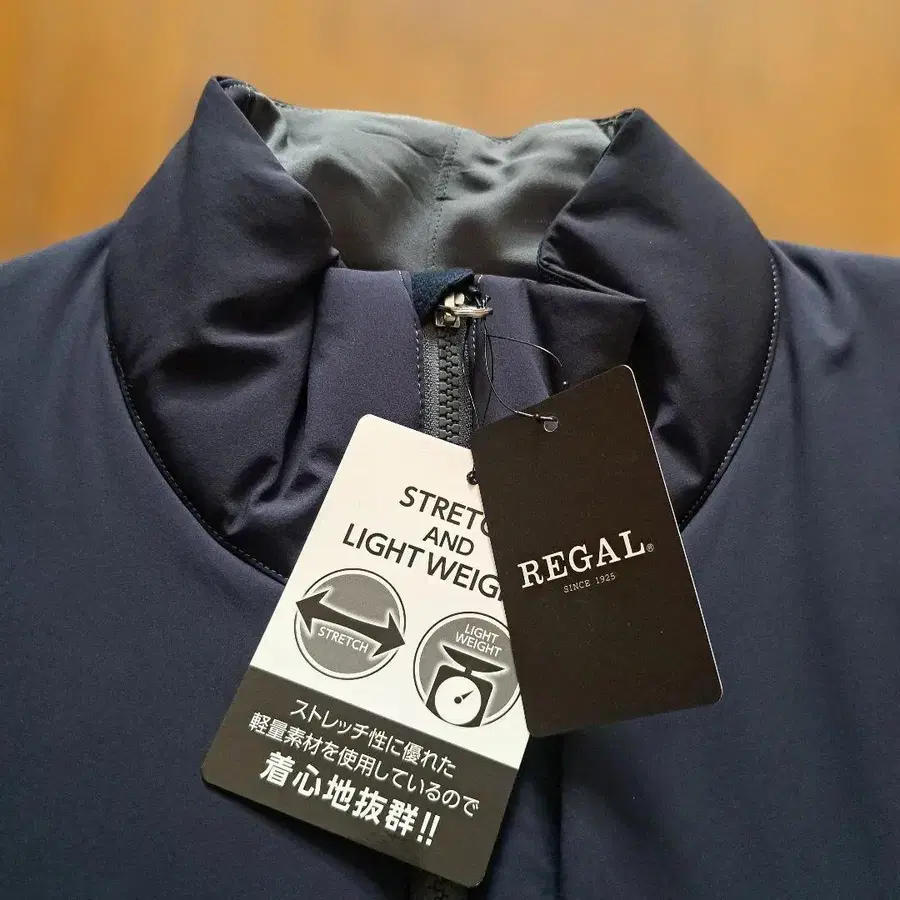 STRETC
AND
LIGHT WEIGH
STRETCH
LIGHT
WEIGHT
ストレッチ性に優れた
軽量素材を使用しているので
着心地抜群!!
REGAL®
SINCE 1925